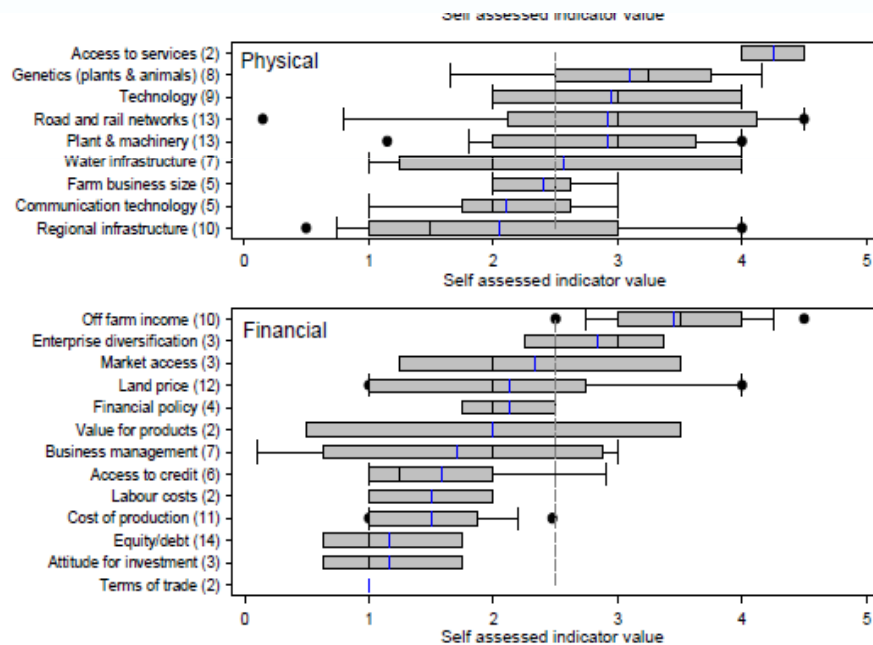 Self assessed indicator value
Physical
Access to services (2)
Genetics (plants & animals) (8)
Technology (9)
Road and rail networks (13)
Plant & machinery (13)
Water infrastructure (7)
Farm business size (5)
Communication technology (5)
Regional infrastructure (10)
0 1 2 3 4 5
Self assessed indicator value
Financial
Off farm income (10)
Enterprise diversification (3)
Market access (3)
Land price (12)
Financial policy (4)
Value for products (2)
Business management (7)
Access to credit (6)
Labour costs (2)
Cost of production (11)
Equity/debt (14)
Attitude for investment (3)
Terms of trade (2)
0 1 2 3 4 5
Self assessed indicator value